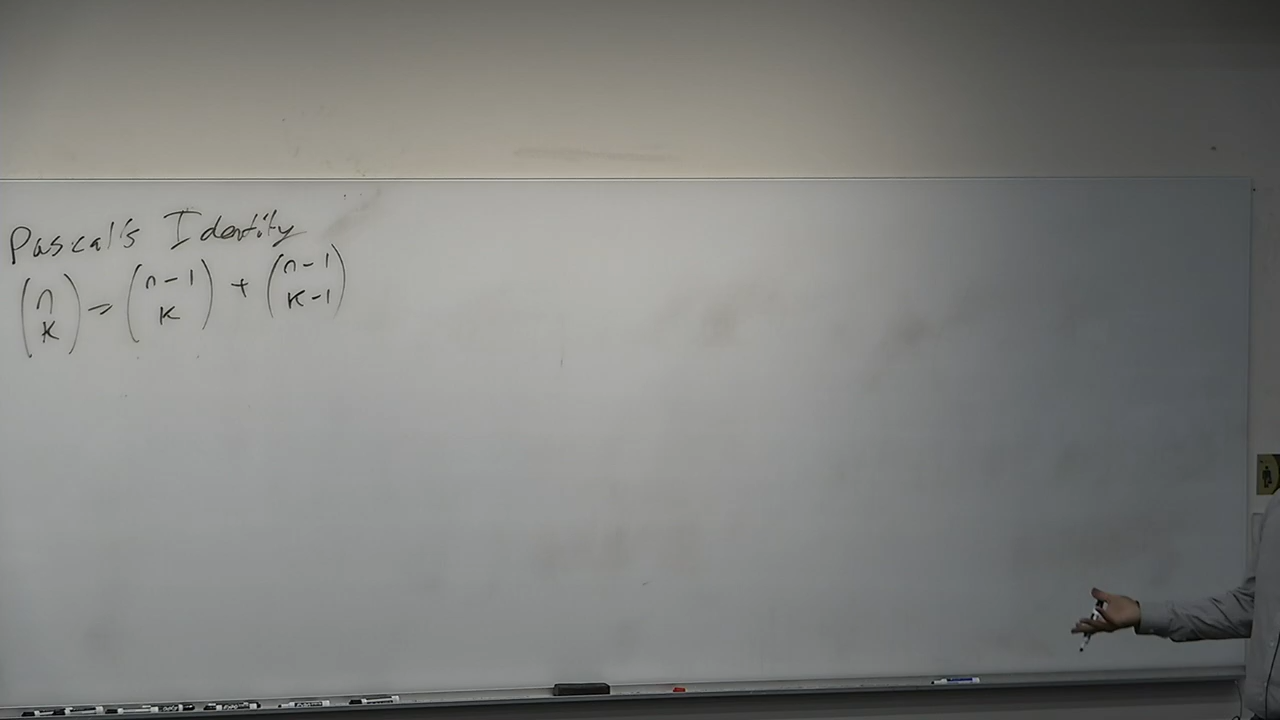 Pascal's Identity
(n K) = (n-1 K) + (n-1 K-1)